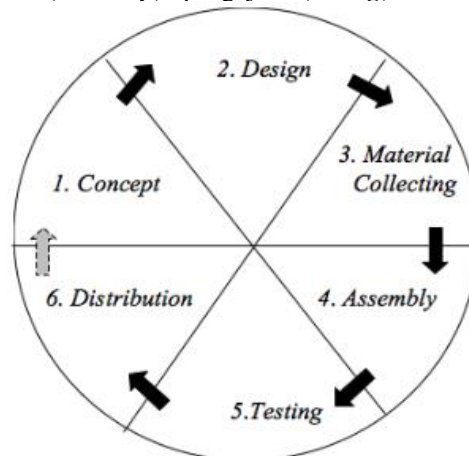 2. Design
3. Material
Collecting
1. Concept
6. Distribution
4. Assembly
5.Testing